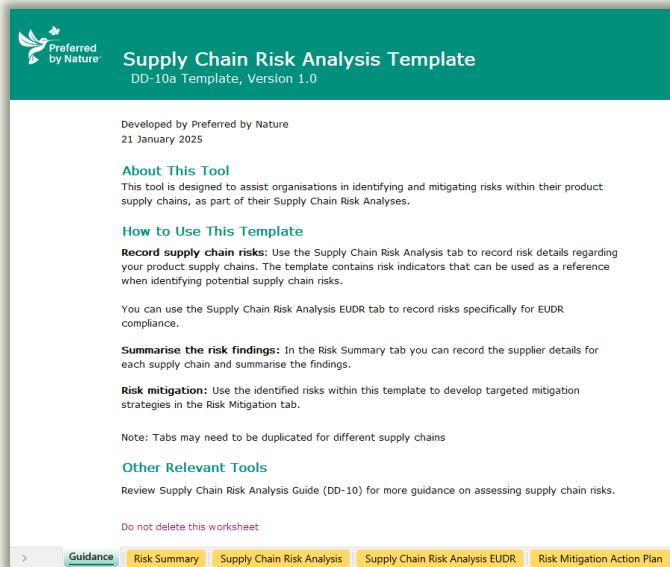 Preferred
by Nature™
Supply Chain Risk Analysis Template
DD-10a Template, Version 1.0
Developed by Preferred by Nature
21 January 2025
About This Tool
This tool is designed to assist organisations in identifying and mitigating risks within their product
supply chains, as part of their Supply Chain Risk Analyses.
How to Use This Template
Record supply chain risks: Use the Supply Chain Risk Analysis tab to record risk details regarding
your product supply chains. The template contains risk indicators that can be used as a reference
when identifying potential supply chain risks.
You can use the Supply Chain Risk Analysis EUDR tab to record risks specifically for EUDR
compliance.
Summarise the risk findings: In the Risk Summary tab you can record the supplier details for
each supply chain and summarise the findings.
Risk mitigation: Use the identified risks within this template to develop targeted mitigation
strategies in the Risk Mitigation tab.
Note: Tabs may need to be duplicated for different supply chains
Other Relevant Tools
Review Supply Chain Risk Analysis Guide (DD-10) for more guidance on assessing supply chain risks.
Do not delete this worksheet
Guidance Risk Summary Supply Chain Risk Analysis Supply Chain Risk Analysis EUDR Risk Mitigation Action Plan